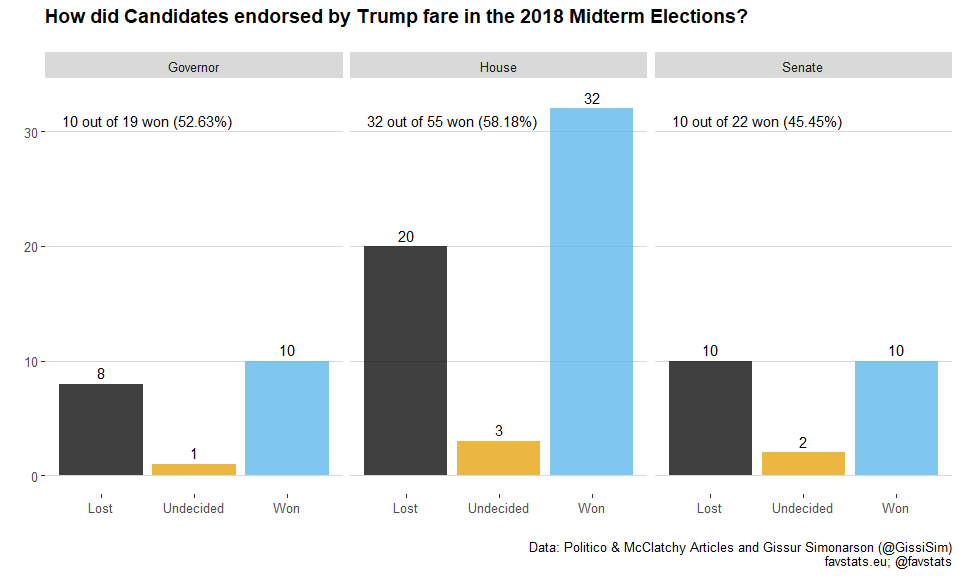 How did Candidates endorsed by Trump fare in the 2018 Midterm Elections?
Governor
House
Senate
10 out of 19 won (52.63%)
32 out of 55 won (58.18%)
10 out of 22 won (45.45%)
30
20
10
0
8
1
10
20
3
32
10
2
10
Lost
Undecided
Won
Lost
Undecided
Won
Lost
Undecided
Won
Data: Politico & McClatchy Articles and Gissur Simonarson (@GissiSim)
favstats.eu; @favstats